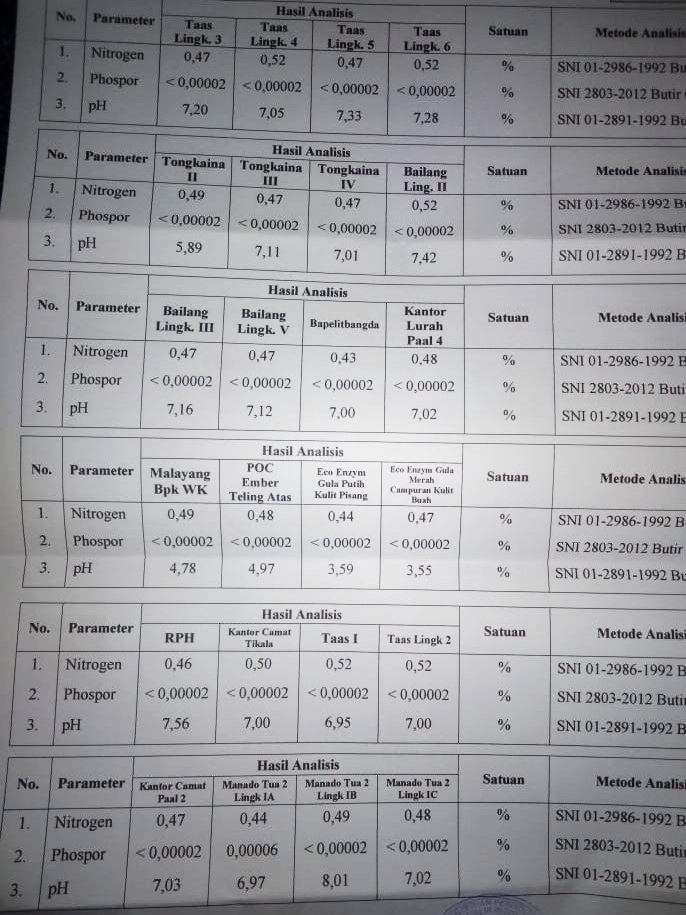 No. Parameter Hasil Analisis Satuan Metode Analisis
Taas Lingk. 3 Taas Lingk. 4 Taas Lingk. 5 Taas Lingk. 6
1. Nitrogen 0,47 0,52 0,47 0,52 % SNI 01-2986-1992 Bu
2. Phospor < 0,00002 < 0,00002 < 0,00002 < 0,00002 % SNI 2803-2012 Butir
3. pH 7,20 7,05 7,33 7,28 % SNI 01-2891-1992 Bu
No. Parameter Hasil Analisis Satuan Metode Analisis
Tongkaina II Tongkaina III Tongkaina IV Bailang Ling. II
1. Nitrogen 0,49 0,47 0,47 0,52 % SNI 01-2986-1992 B
2. Phospor < 0,00002 < 0,00002 < 0,00002 < 0,00002 % SNI 2803-2012 Butir
3. pH 5,89 7,11 7,01 7,42 % SNI 01-2891-1992 B
No. Parameter Hasil Analisis Satuan Metode Analisi
Bailang Lingk. III Bailang Lingk. V Bapelitbangda Kantor Lurah Paal 4
1. Nitrogen 0,47 0,47 0,43 0,48 % SNI 01-2986-1992 B
2. Phospor < 0,00002 < 0,00002 < 0,00002 < 0,00002 % SNI 2803-2012 Buti
3. pH 7,16 7,12 7,00 7,02 % SNI 01-2891-1992 B
No. Parameter Hasil Analisis Satuan Metode Analis
Malayang Bpk WK POC Ember Teling Atas Eco Enzym Gula Putih Kulit Pisang Eco Enzym Gula Merah Campuran Kulit Buah
1. Nitrogen 0,49 0,48 0,44 0,47 % SNI 01-2986-1992 B
2. Phospor < 0,00002 < 0,00002 < 0,00002 < 0,00002 % SNI 2803-2012 Butir
3. pH 4,78 4,97 3,59 3,55 % SNI 01-2891-1992 Bu
No. Parameter Hasil Analisis Satuan Metode Analisi
RPH Kantor Camat Tikala Taas I Taas Lingk 2
1. Nitrogen 0,46 0,50 0,52 0,52 % SNI 01-2986-1992 B
2. Phospor < 0,00002 < 0,00002 < 0,00002 < 0,00002 % SNI 2803-2012 Butir
3. pH 7,56 7,00 6,95 7,00 % SNI 01-2891-1992 B
No. Parameter Hasil Analisis Satuan Metode Analisi
Kantor Camat Paal 2 Manado Tua 2 Lingk IA Manado Tua 2 Lingk IB Manado Tua 2 Lingk IC
1. Nitrogen 0,47 0,44 0,49 0,48 % SNI 01-2986-1992 B
2. Phospor < 0,00002 0,00006 < 0,00002 < 0,00002 % SNI 2803-2012 Butir
3. pH 7,03 6,97 8,01 7,02 % SNI 01-2891-1992 B